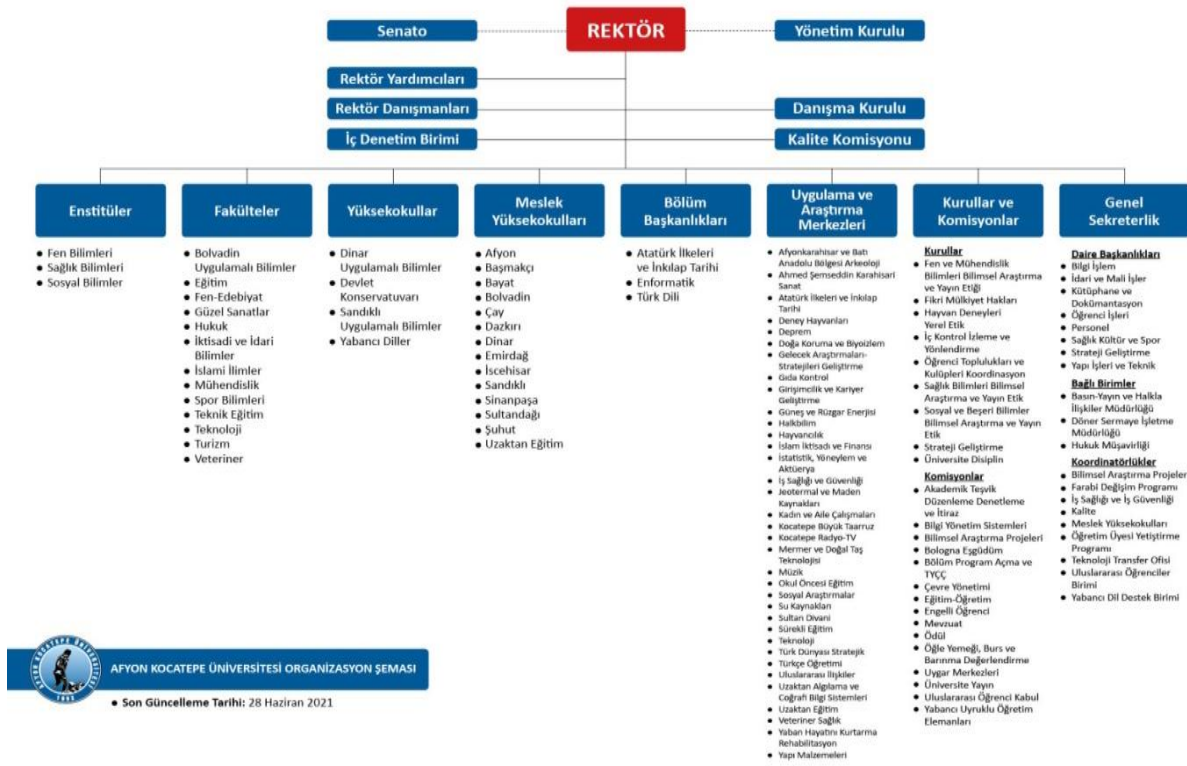 REKTÖR
Senato
Yönetim Kurulu
Rektör Yardımcıları
Rektör Danışmanları
Danışma Kurulu
İç Denetim Birimi
Kalite Komisyonu
Enstitüler
• Fen Bilimleri
• Sağlık Bilimleri
• Sosyal Bilimler
Fakülteler
• Bolvadin
Uygulamalı Bilimler
• Eğitim
• Fen-Edebiyat
• Güzel Sanatlar
• Hukuk
• İktisadi ve İdari
Bilimler
• İslami İlimler
• Mühendislik
• Spor Bilimleri
• Teknik Eğitim
• Teknoloji
• Turizm
• Veteriner
Yüksekokullar
• Dinar
Uygulamalı Bilimler
• Devlet
Konservatuvarı
• Sandıklı
Uygulamalı Bilimler
• Yabancı Diller
Meslek
Yüksekokulları
• Afyon
• Başmakçı
• Bayat
• Bolvadin
• Çay
• Dazkırı
• Dinar
• Emirdağ
• İscehisar
• Sandıklı
• Sinanpaşa
• Sultandağı
• Şuhut
• Uzaktan Eğitim
Bölüm
Başkanlıkları
• Atatürk İlkeleri
ve İnkılap Tarihi
• Enformatik
• Türk Dili
Uygulama ve
Araştırma
Merkezleri
• Afyonkarahisar ve Batı
Anadolu Bölgesi Arkeoloji
• Ahmed Şemseddin Karahisari
Sanat
• Atatürk İlkeleri ve İnkılap
Tarihi
• Deney Hayvanları
• Deprem
• Doğa Koruma ve Biyoizlem
• Gelecek Araştırmaları-
Stratejileri Geliştirme
• Gıda Kontrol
• Girişimcilik ve Kariyer
Geliştirme
• Güneş ve Rüzgar Enerjisi
• Halkbilim
• Hayvancılık
• İslam İktisadı ve Finansı
• İstatistik, Yöneylem ve
Aktüerya
• İş Sağlığı ve Güvenliği
• Jeotermal ve Maden
Kaynakları
• Kadın ve Aile Çalışmaları
• Kocatepe Büyük Taarruz
• Kocatepe Radyo-TV
• Mermer ve Doğal Taş
Teknolojisi
• Müzik
• Okul Öncesi Eğitim
• Sosyal Araştırmalar
• Su Kaynakları
• Sultan Divani
• Sürekli Eğitim
• Teknoloji
• Türk Dünyası Stratejik
• Türkçe Öğretimi
• Uluslararası İlişkiler
• Uzaktan Algılama ve
Coğrafi Bilgi Sistemleri
• Uzaktan Eğitim
• Veteriner Sağlık
• Yaban Hayatını Kurtarma
Rehabilitasyon
• Yapı Malzemeleri
Kurullar ve
Komisyonlar
Kurullar
• Fen ve Mühendislik
Bilimleri Bilimsel Araştırma
ve Yayın Etiği
• Fikri Mülkiyet Hakları
• Hayvan Deneyleri
Yerel Etik
• İç Kontrol İzleme ve
Yönlendirme
• Öğrenci Toplulukları ve
Kulüpleri Koordinasyon
• Sağlık Bilimleri Bilimsel
Araştırma ve Yayın Etik
• Sosyal ve Beşeri Bilimler
Bilimsel Araştırma ve Yayın
Etik
• Strateji Geliştirme
• Üniversite Disiplin
Komisyonlar
• Akademik Teşvik
Düzenleme Denetleme
ve İtiraz
• Bilgi Yönetim Sistemleri
• Bilimsel Araştırma Projeleri
• Bologna Eşgüdüm
• Bölüm Program Açma ve
TYÇÇ
• Çevre Yönetimi
• Eğitim-Öğretim
• Engelli Öğrenci
• Mevzuat
• Ödül
• Öğle Yemeği, Burs ve
Barınma Değerlendirme
• Uygar Merkezleri
• Üniversite Yayın
• Uluslararası Öğrenci Kabul
• Yabancı Uyruklu Öğretim
Elemanları
Genel
Sekreterlik
Daire Başkanlıkları
• Bilgi İşlem
• İdari ve Mali İşler
• Kütüphane ve
Dokümantasyon
• Öğrenci İşleri
• Personel
• Sağlık Kültür ve Spor
• Strateji Geliştirme
• Yapı İşleri ve Teknik
Bağlı Birimler
• Basın-Yayın ve Halkla
İlişkiler Müdürlüğü
• Döner Sermaye İşletme
Müdürlüğü
• Hukuk Müşavirliği
Koordinatörlükler
• Bilimsel Araştırma Projeler
• Farabi Değişim Programı
• İş Sağlığı ve İş Güvenliği
• Kalite
• Meslek Yüksekokulları
• Öğretim Üyesi Yetiştirme
Programı
• Teknoloji Transfer Ofisi
• Uluslararası Öğrenciler
Birimi
• Yabancı Dil Destek Birimi
AFYON KOCATEPE ÜNİVERSİTESİ
1992
AFYON KOCATEPE ÜNİVERSİTESİ ORGANİZASYON ŞEMASI
• Son Güncelleme Tarihi: 28 Haziran 2021